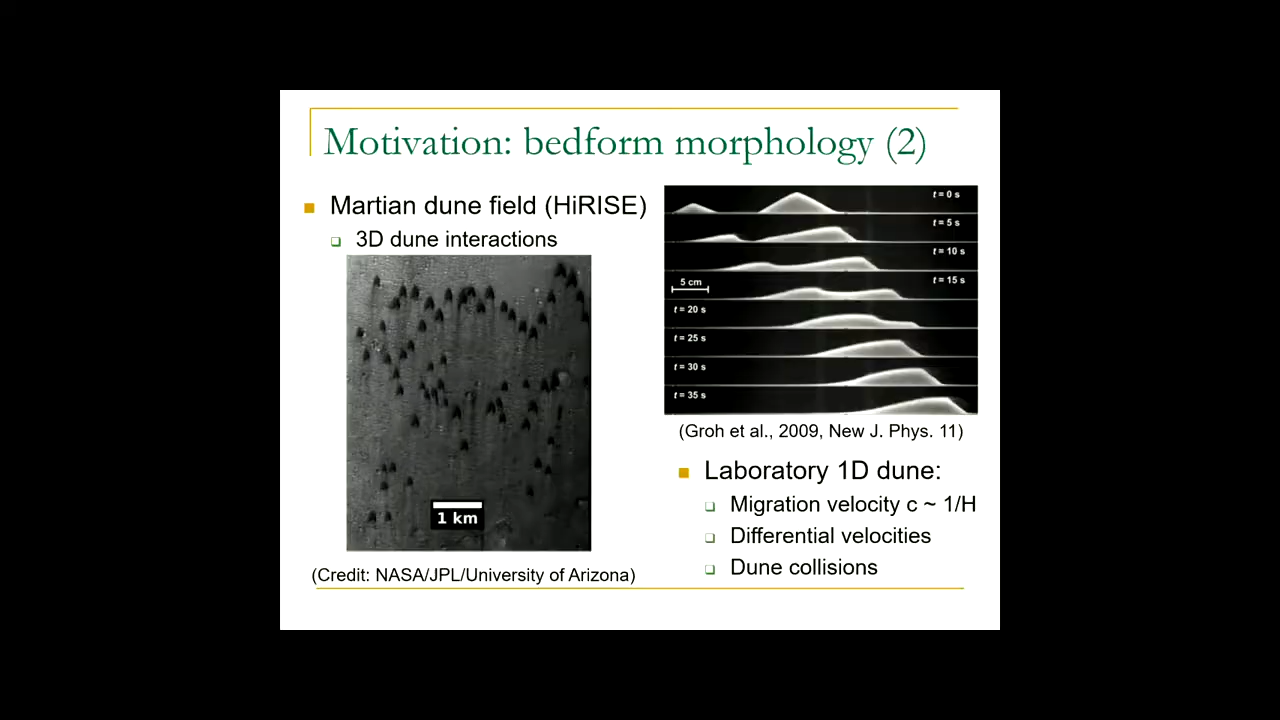 Motivation: bedform morphology (2)
Martian dune field (HiRISE)
3D dune interactions
1 km
(Credit: NASA/JPL/University of Arizona)
t = 0 s
t = 5 s
t = 10 s
5 cm
t = 15 s
t = 20 s
t = 25 s
t = 30 s
t = 35 s
(Groh et al., 2009, New J. Phys. 11)
Laboratory 1D dune:
Migration velocity c ~ 1/H
Differential velocities
Dune collisions